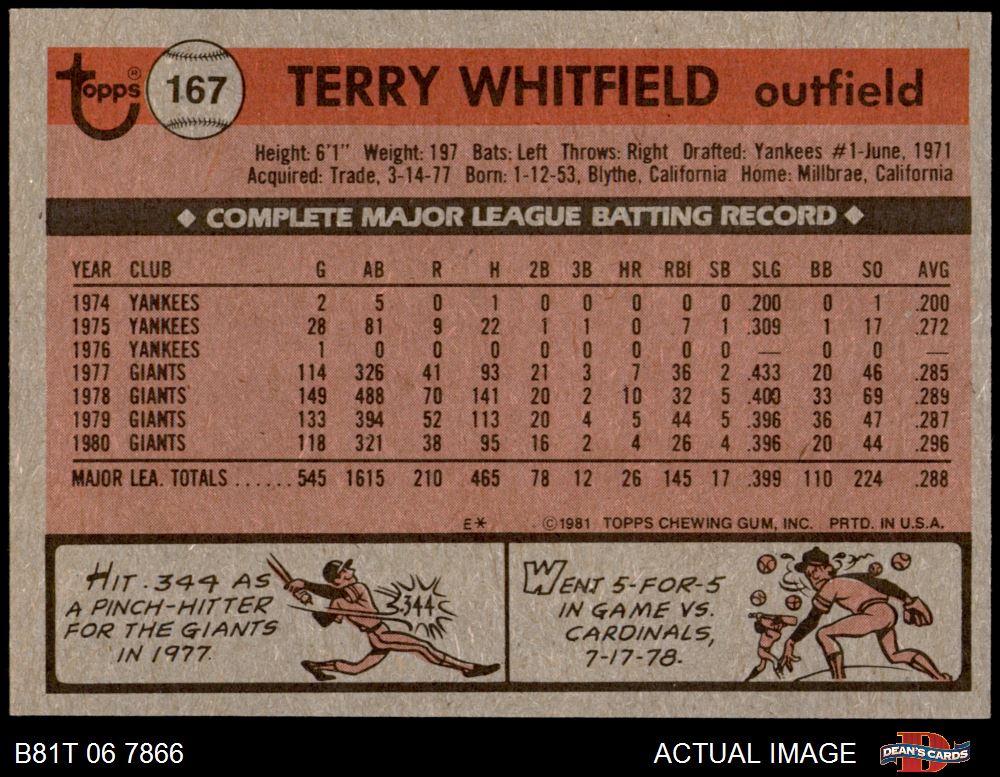 topps®
167
TERRY WHITFIELD outfield
Height: 6'1" Weight: 197 Bats: Left Throws: Right Drafted: Yankees #1-June, 1971
Acquired: Trade, 3-14-77 Born: 1-12-53, Blythe, California Home: Millbrae, California
◆ COMPLETE MAJOR LEAGUE BATTING RECORD ◆
YEAR CLUB G AB R H 2B 3B HR RBI SB SLG BB SO AVG
1974 YANKEES 2 5 0 1 0 0 0 0 0 .200 0 1 .200
1975 YANKEES 28 81 9 22 1 1 0 7 1 .309 1 17 .272
1976 YANKEES 1 0 0 0 0 0 0 0 0 — 0 0 —
1977 GIANTS 114 326 41 93 21 3 7 36 2 .433 20 46 .285
1978 GIANTS 149 488 70 141 20 2 10 32 5 .400 33 69 .289
1979 GIANTS 133 394 52 113 20 4 5 44 5 .396 36 47 .287
1980 GIANTS 118 321 38 95 16 2 4 26 4 .396 20 44 .296
MAJOR LEA. TOTALS ...... 545 1615 210 465 78 12 26 145 17 .399 110 224 .288
E* ©1981 TOPPS CHEWING GUM, INC. PRTD. IN U.S.A.
HIT .344 AS
A PINCH-HITTER
FOR THE GIANTS
IN 1977.
.344
WENT 5-FOR-5
IN GAME VS.
CARDINALS,
7-17-78.
B81T 06 7866
ACTUAL IMAGE
DEAN'S CARDS